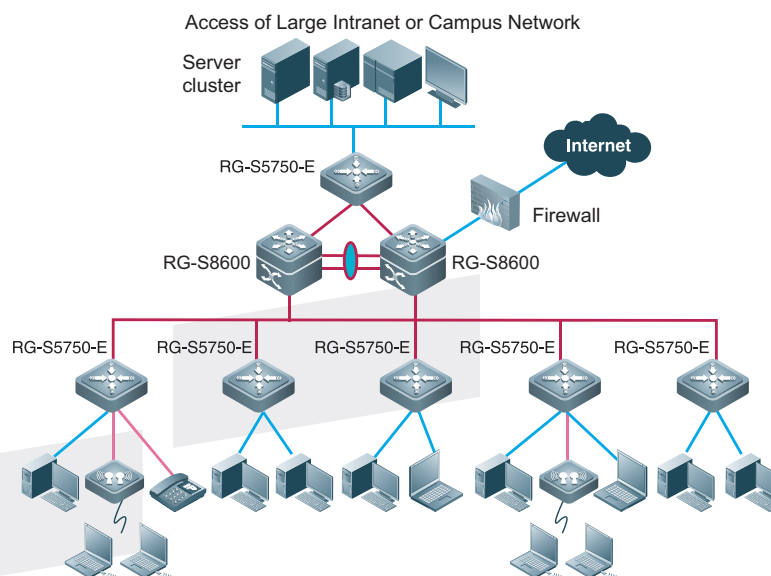 Access of Large Intranet or Campus Network
Server
cluster
Internet
RG-S5750-E
Firewall
RG-S8600
RG-S8600
RG-S5750-E
RG-S5750-E
RG-S5750-E
RG-S5750-E
RG-S5750-E